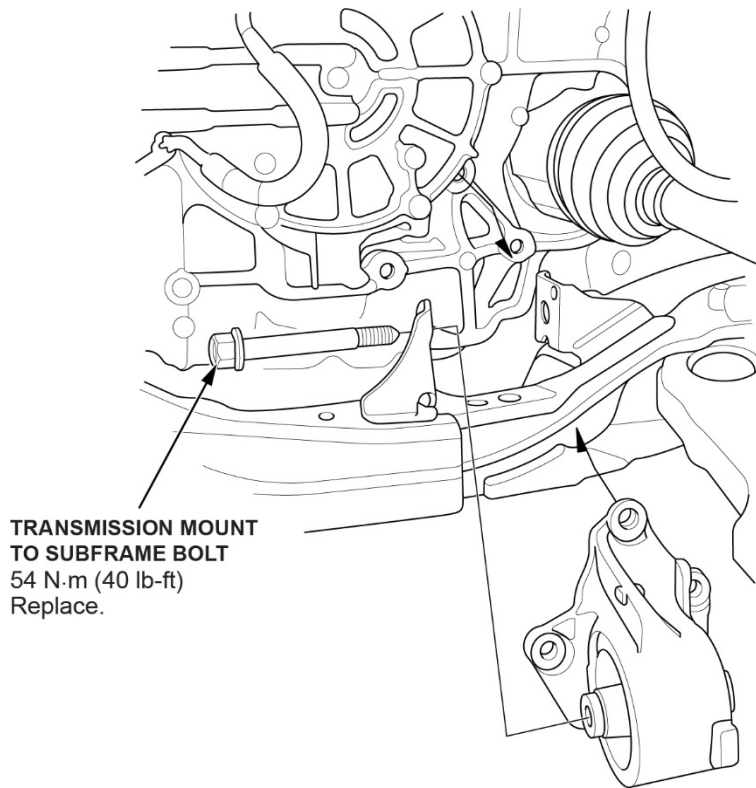 TRANSMISSION MOUNT
TO SUBFRAME BOLT
54 N·m (40 lb-ft)
Replace.